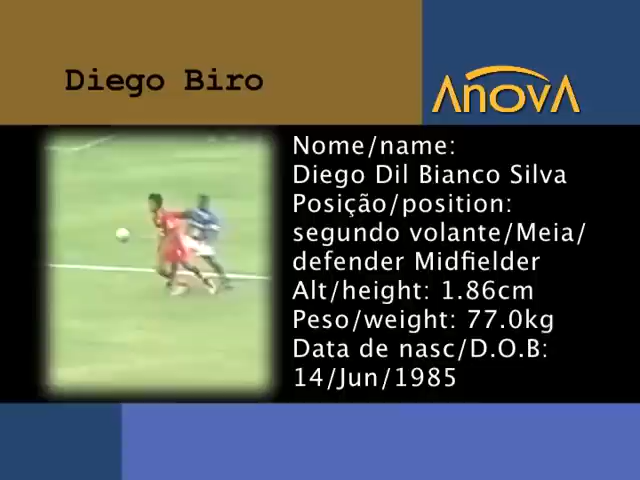 Diego Biro
AnovA
Nome/name:
Diego Dil Bianco Silva
Posição/position:
segundo volante/Meia/
defender Midfielder
Alt/height: 1.86cm
Peso/weight: 77.0kg
Data de nasc/D.O.B:
14/Jun/1985